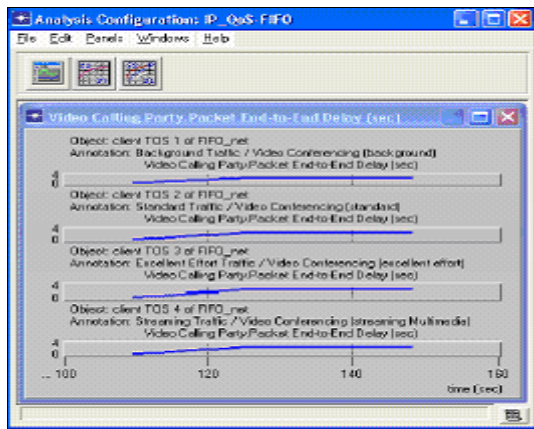 Analysis Configuration: IP_QoS-FIFO
File Edit Panels Windows Help
Video Calling Party.Packet End-to-End Delay (sec)
Object: client TOS 1 of FIFO_net
Annotation: Background Traffic / Video Conferencing (background)
Video Calling Party.Packet End-to-End Delay (sec)
4
0
Object: client TOS 2 of FIFO_net
Annotation: Standard Traffic / Video Conferencing (standard)
Video Calling Party.Packet End-to-End Delay (sec)
4
0
Object: client TOS 3 of FIFO_net
Annotation: Excellent Effort Traffic / Video Conferencing (excellent effort)
Video Calling Party.Packet End-to-End Delay (sec)
4
0
Object: client TOS 4 of FIFO_net
Annotation: Streaming Traffic / Video Conferencing (streaming Multimedia)
Video Calling Party.Packet End-to-End Delay (sec)
4
0
... 100 120 140 160
time (sec)